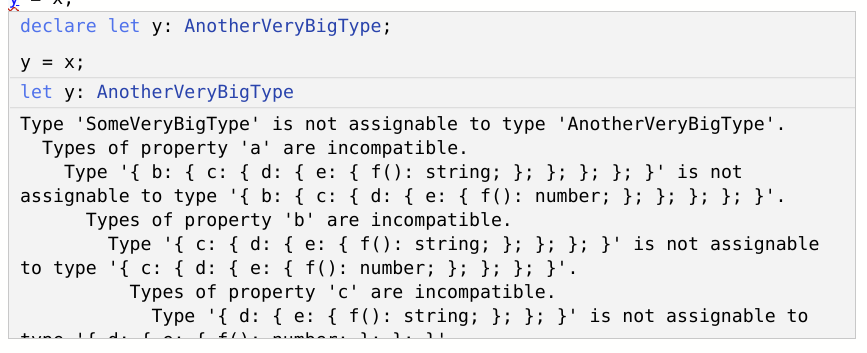 y = x;
declare let y: AnotherVeryBigType;
y = x;
let y: AnotherVeryBigType
Type 'SomeVeryBigType' is not assignable to type 'AnotherVeryBigType'.
Types of property 'a' are incompatible.
Type '{ b: { c: { d: { e: { f(): string; }; }; }; }; }' is not
assignable to type '{ b: { c: { d: { e: { f(): number; }; }; }; }; }'.
Types of property 'b' are incompatible.
Type '{ c: { d: { e: { f(): string; }; }; }; }' is not assignable
to type '{ c: { d: { e: { f(): number; }; }; }; }'.
Types of property 'c' are incompatible.
Type '{ d: { e: { f(): string; }; }; }' is not assignable to
type '{ d: { e: { f(): number; }; }; }'.